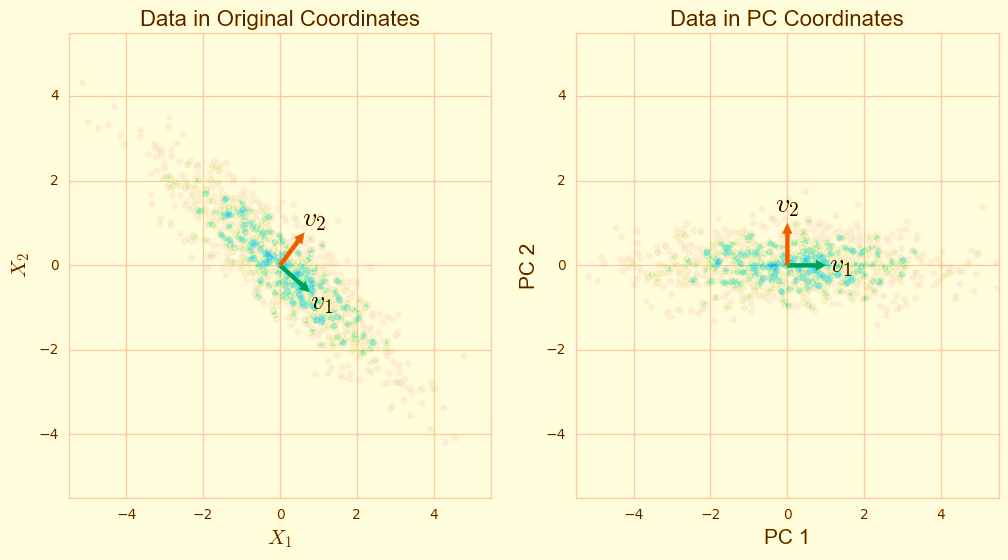 Data in Original Coordinates
4
2
0
−2
−4
X₂
v₂
v₁
−4 −2 0 2 4
X₁
Data in PC Coordinates
4
2
0
−2
−4
PC 2
v₂
v₁
−4 −2 0 2 4
PC 1